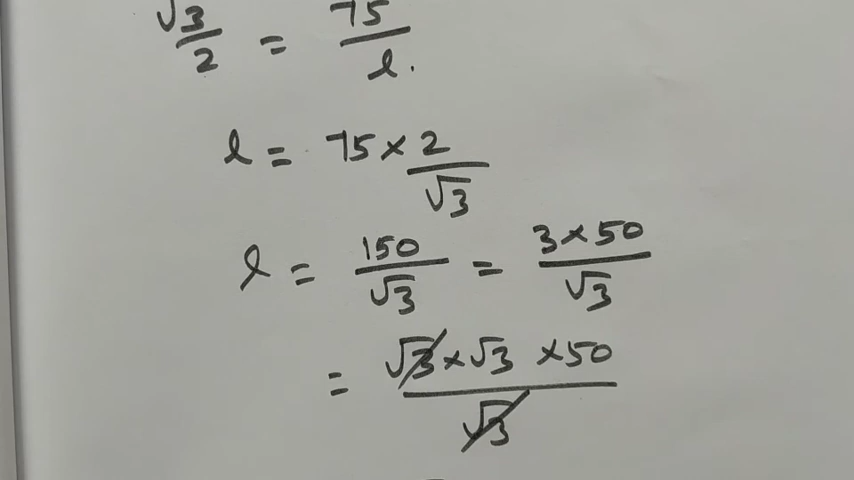 √3/2 = 75/l.
l = 75 × 2/√3
l = 150/√3 = 3 × 50/√3
= √3 × √3 × 50/√3